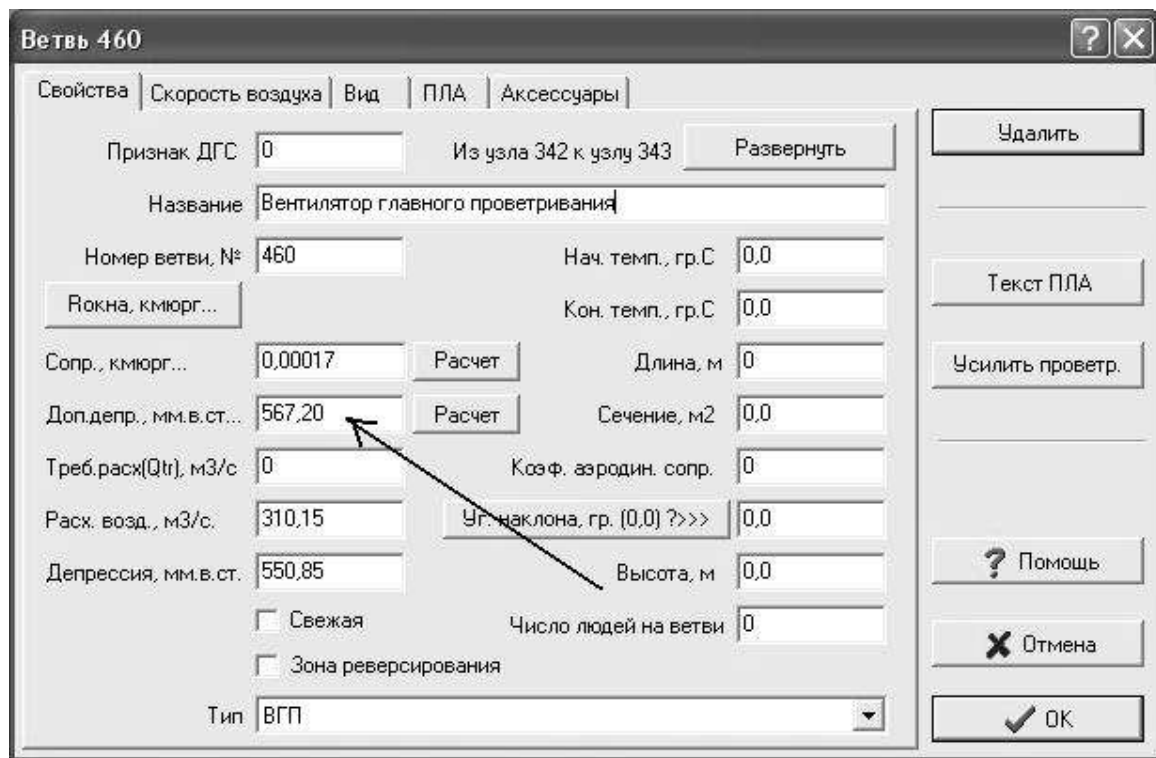 Ветвь 460
Свойства Скорость воздуха Вид ПЛА Аксессуары
Признак ДГС 0 Из узла 342 к узлу 343 Развернуть
Название Вентилятор главного проветривания
Номер ветви, № 460 Нач. темп., гр.С 0,0
Rокна, кмюрг... Кон. темп., гр.С 0,0
Сопр., кмюрг... 0,00017 Расчет Длина, м 0
Доп.депр., мм.в.ст... 567,20 Расчет Сечение, м2 0,0
Треб.расх(Qtr), м3/с 0 Коэф. аэродин. сопр. 0
Расх. возд., м3/с. 310,15 Уг. наклона, гр. (0,0) ?>>> 0,0
Депрессия, мм.в.ст. 550,85 Высота, м 0,0
Свежая Число людей на ветви 0
Зона реверсирования
Тип ВГП
Удалить
Текст ПЛА
Усилить проветр.
? Помощь
Отмена
OK